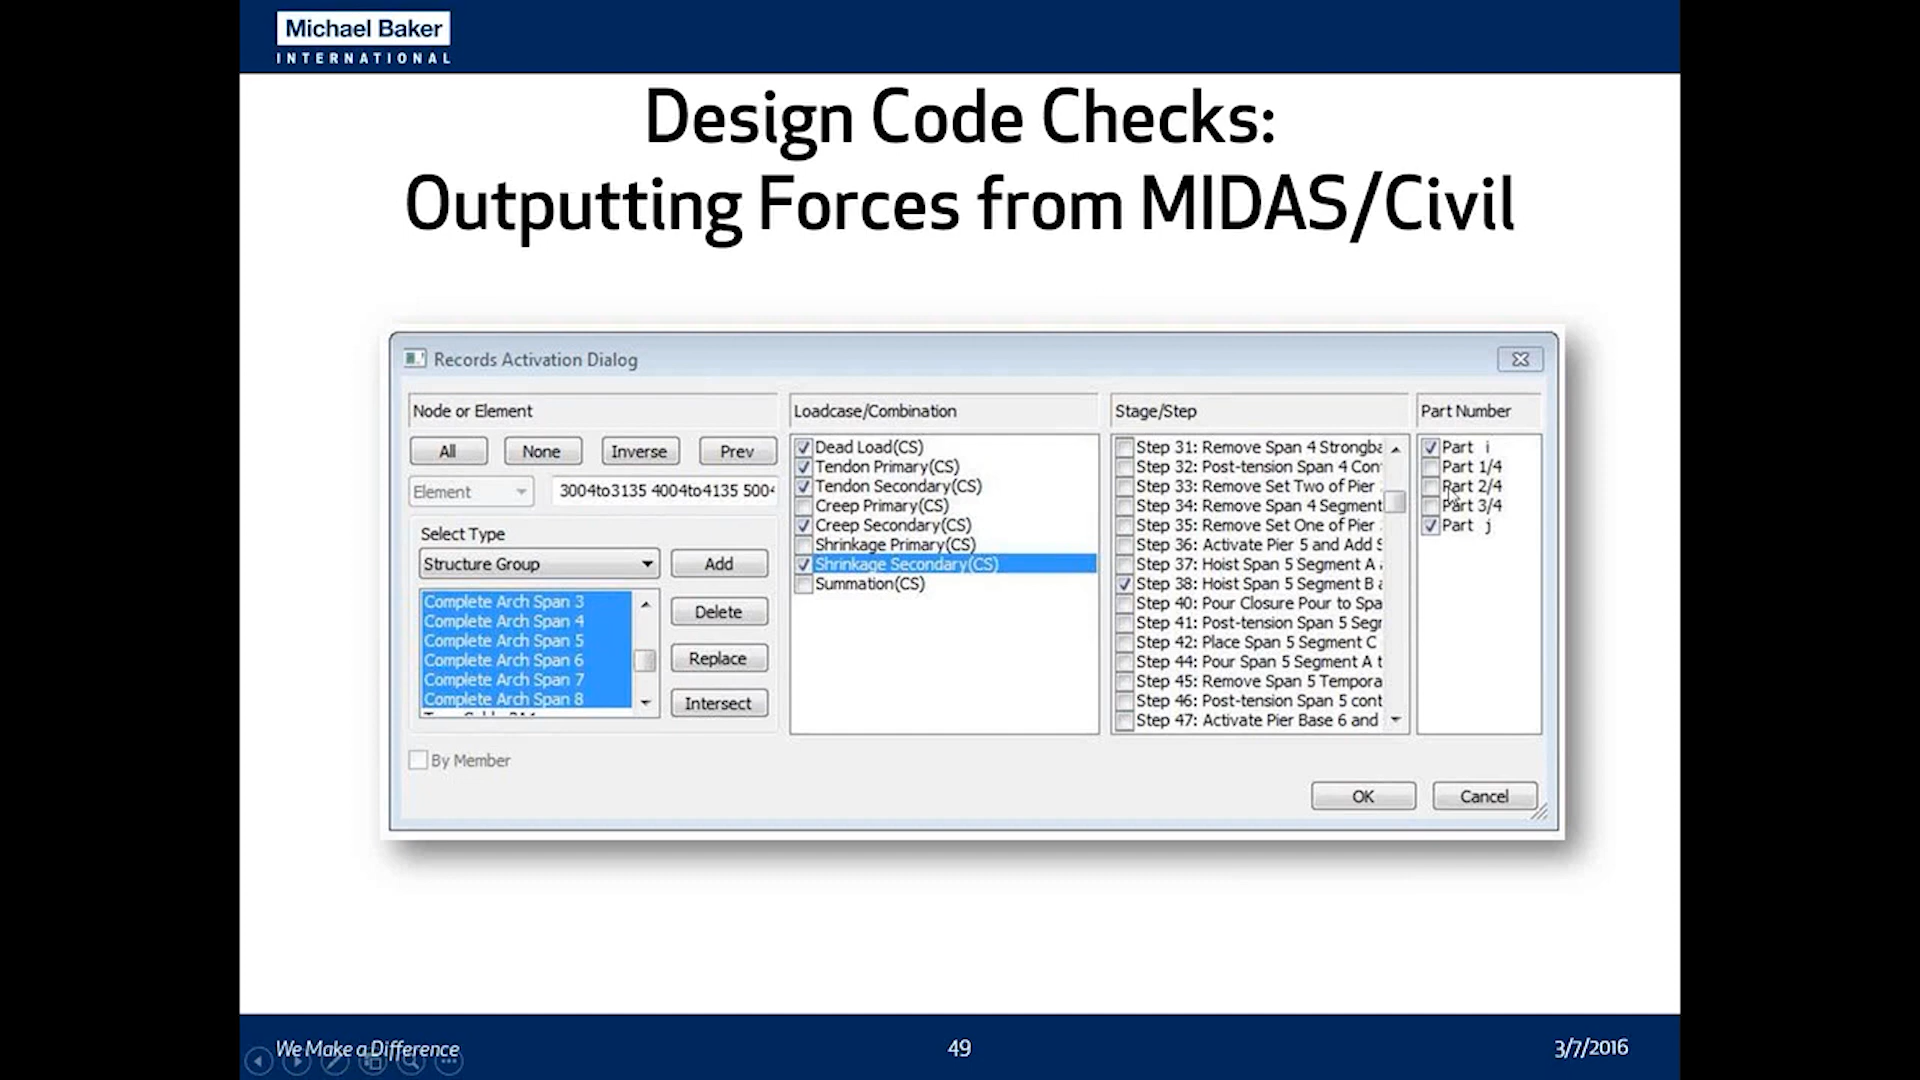 Michael Baker
INTERNATIONAL
Design Code Checks:
Outputting Forces from MIDAS/Civil
Records Activation Dialog
Node or Element
All
None
Inverse
Prev
Element
3004to3135 4004to4135 500
Select Type
Structure Group
Add
Delete
Replace
Intersect
Complete Arch Span 3
Complete Arch Span 4
Complete Arch Span 5
Complete Arch Span 6
Complete Arch Span 7
Complete Arch Span 8
By Member
Loadcase/Combination
Dead Load(CS)
Tendon Primary(CS)
Tendon Secondary(CS)
Creep Primary(CS)
Creep Secondary(CS)
Shrinkage Primary(CS)
Shrinkage Secondary(CS)
Summation(CS)
Stage/Step
Step 31: Remove Span 4 Strongba
Step 32: Post-tension Span 4 Con
Step 33: Remove Set Two of Pier
Step 34: Remove Span 4 Segment
Step 35: Remove Set One of Pier
Step 36: Activate Pier 5 and Add S
Step 37: Hoist Span 5 Segment A
Step 38: Hoist Span 5 Segment B a
Step 40: Pour Closure Pour to Spa
Step 41: Post-tension Span 5 Segr
Step 42: Place Span 5 Segment C
Step 44: Pour Span 5 Segment A t
Step 45: Remove Span 5 Tempora
Step 46: Post-tension Span 5 cont
Step 47: Activate Pier Base 6 and
Part Number
Part i
Part 1/4
Part 2/4
Part 3/4
Part j
OK
Cancel
We Make a Difference
49
3/7/2016